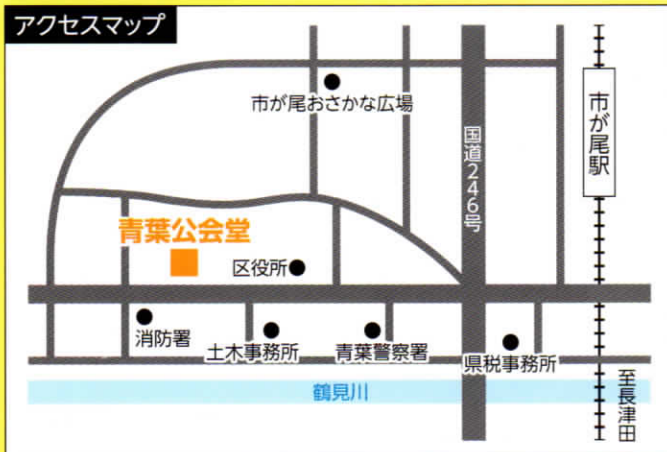 アクセスマップ
市が尾おさかな広場
国道246号
市が尾駅
青葉公会堂
区役所
消防署
土木事務所
青葉警察署
県税事務所
鶴見川
至長津田